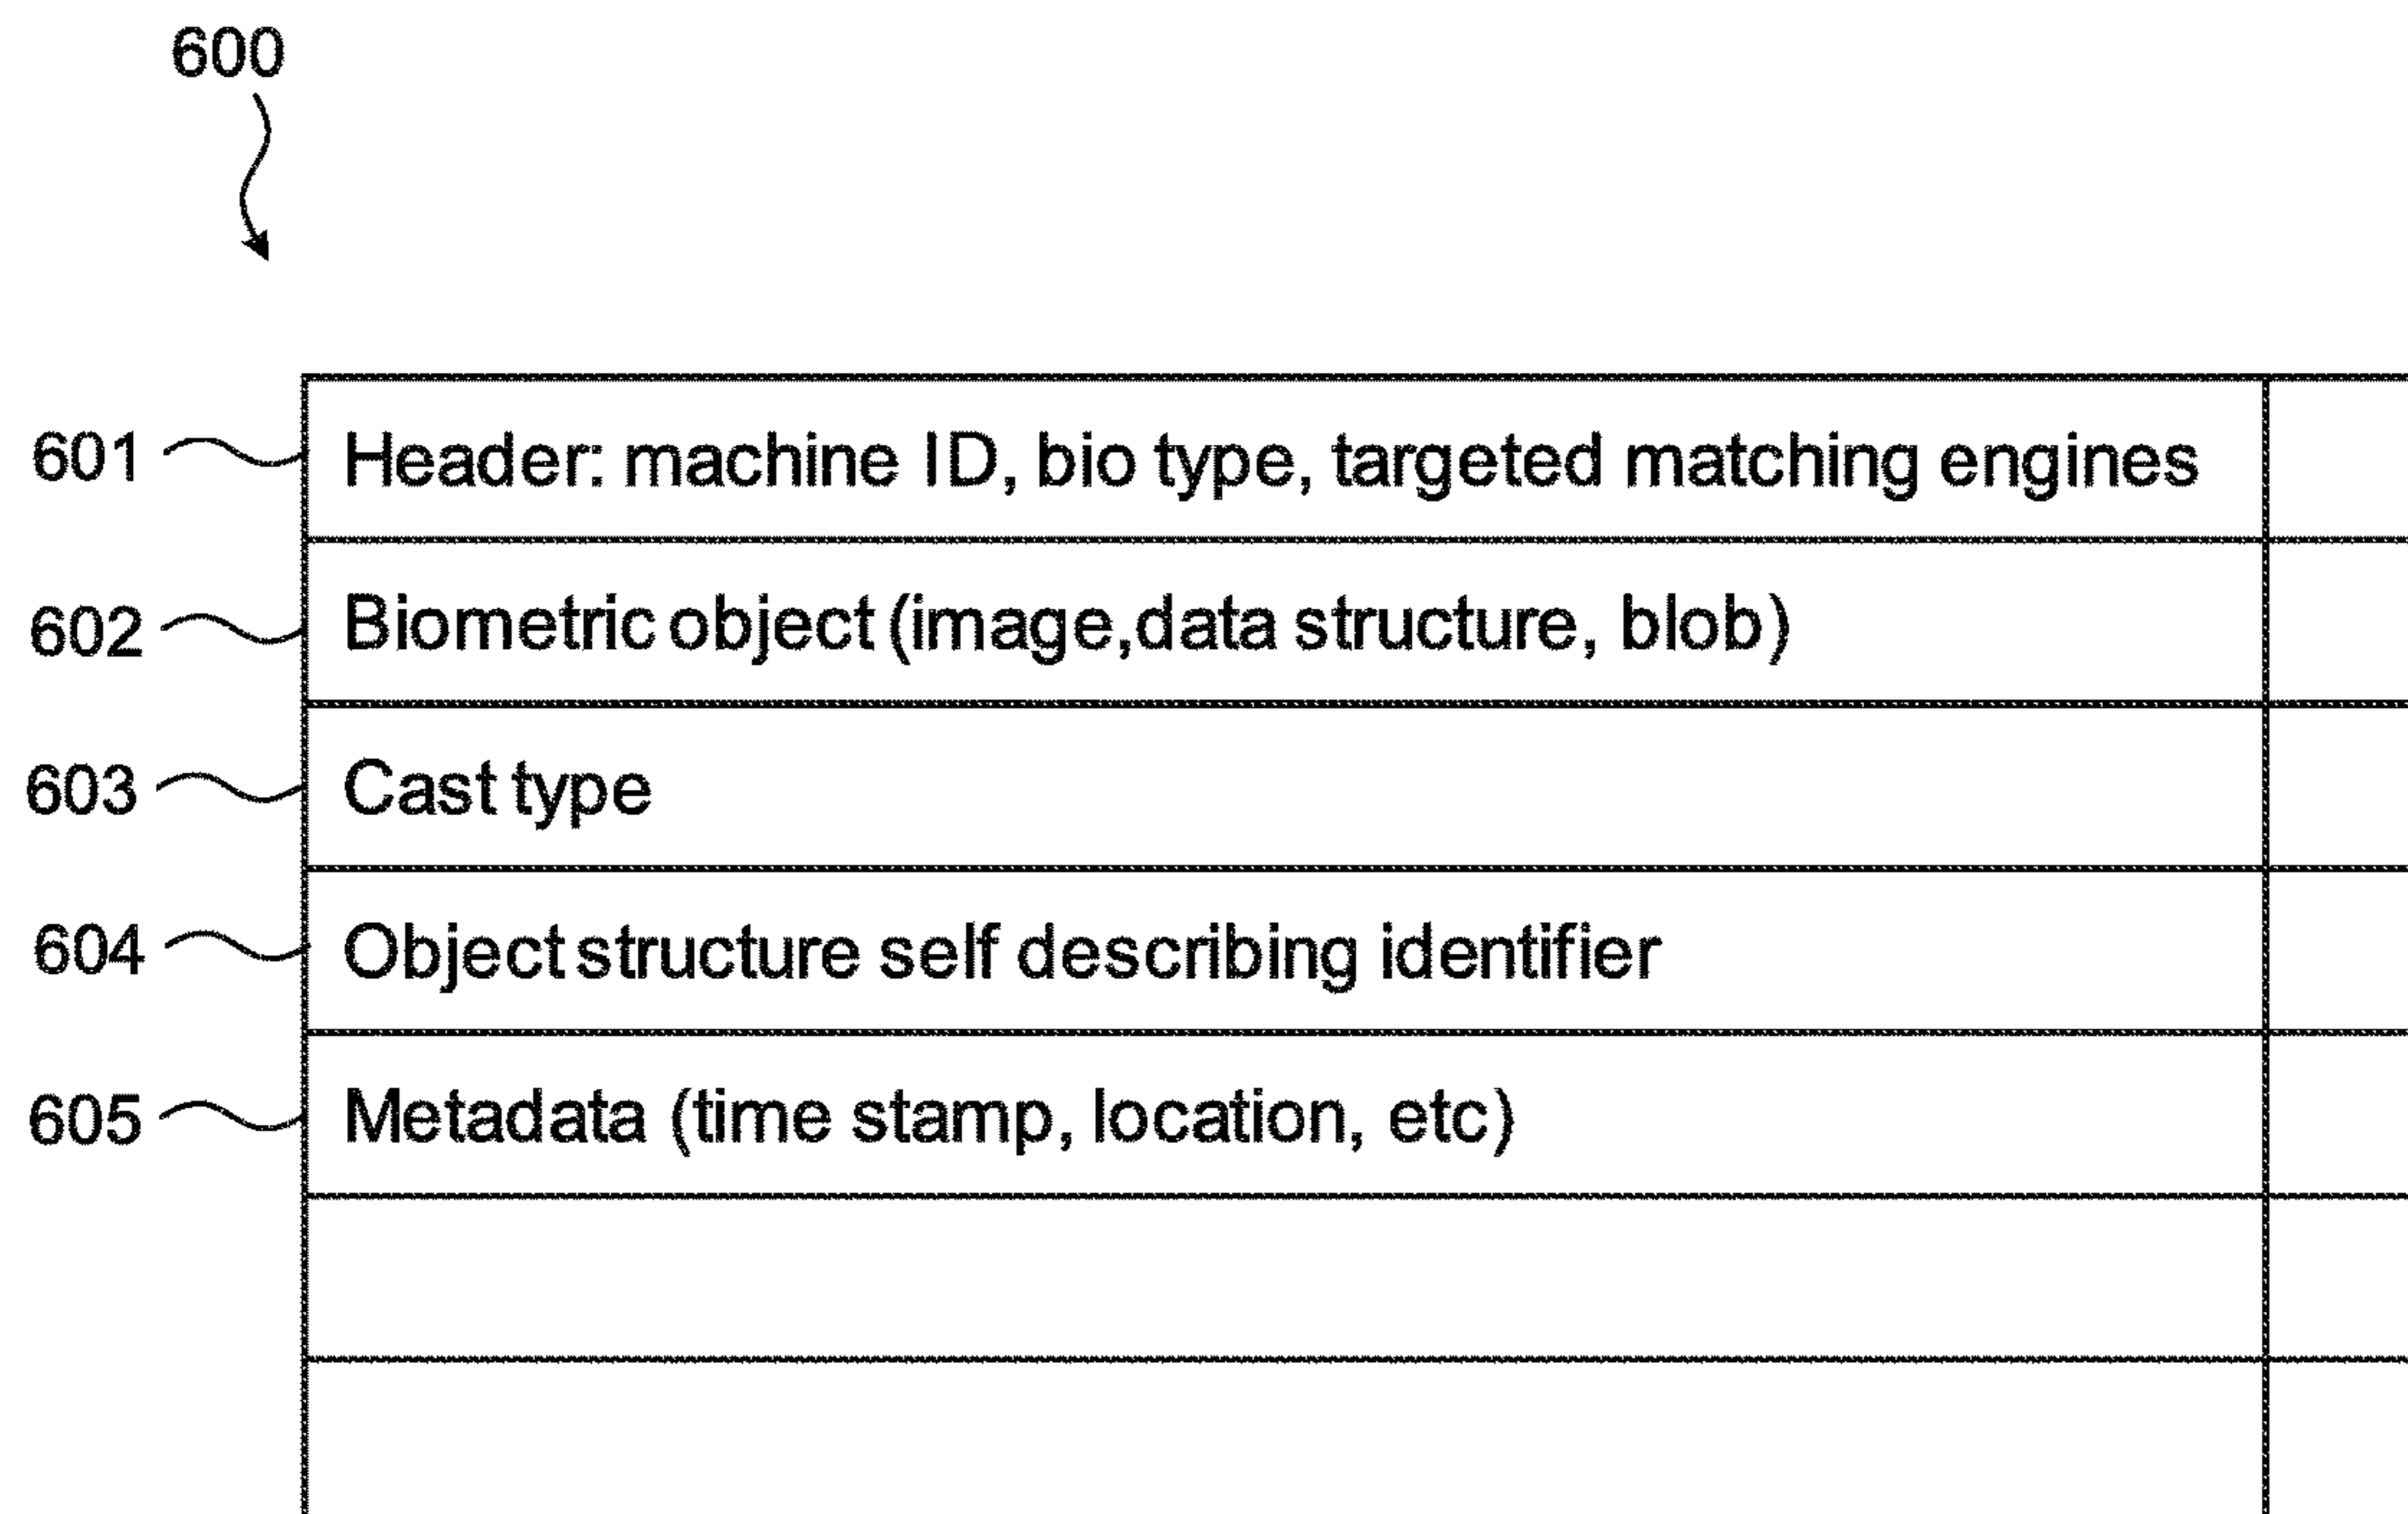 600
601 Header: machine ID, bio type, targeted matching engines
602 Biometric object (image,data structure, blob)
603 Cast type
604 Object structure self describing identifier
605 Metadata (time stamp, location, etc)